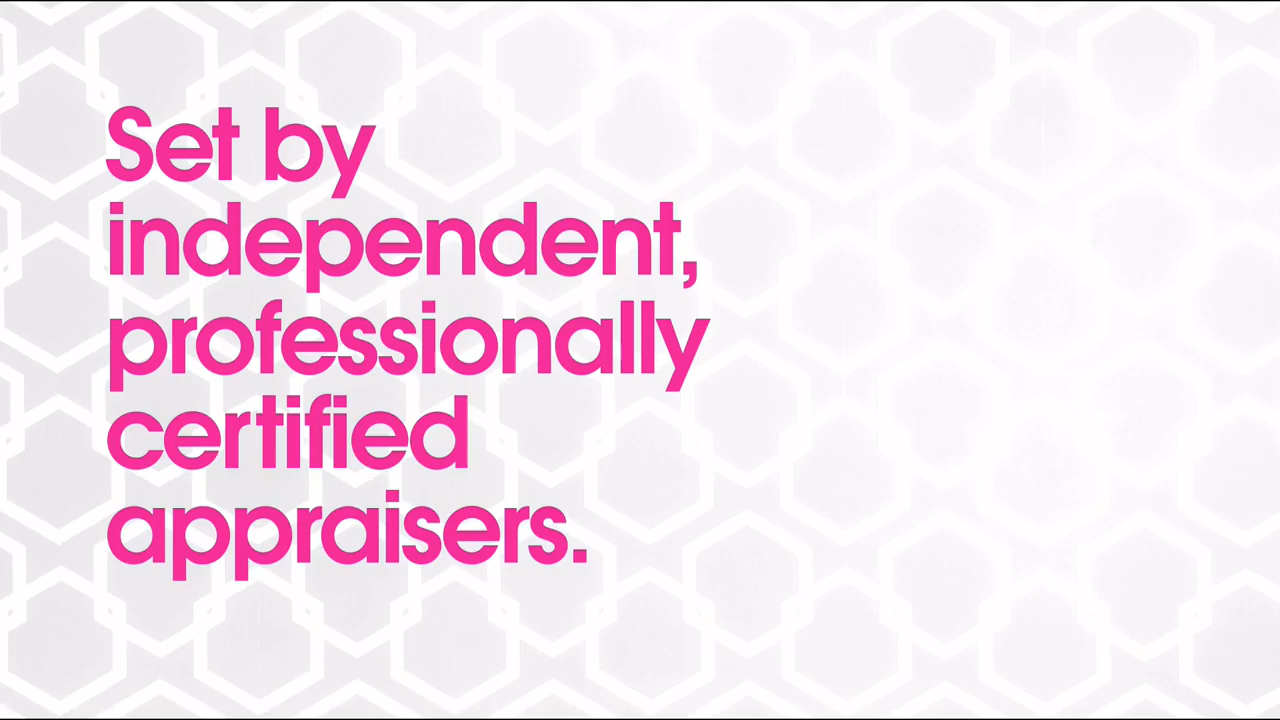 Set by
independent,
professionally
certified
appraisers.